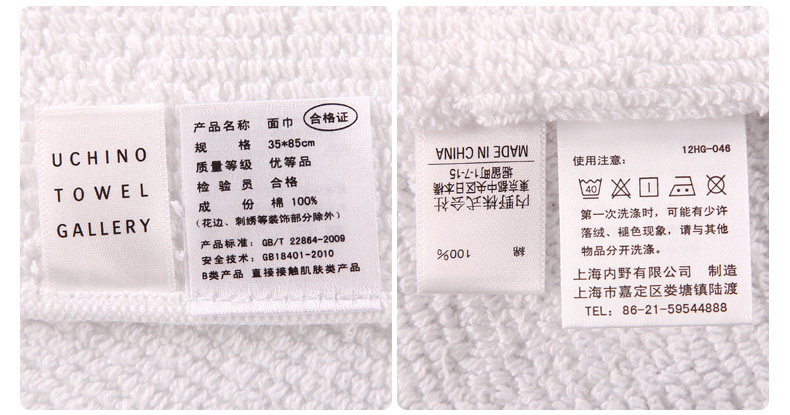 UCHINO
TOWEL
GALLERY
产品名称 面巾 合格证
规 格 35*85cm
质量等级 优等品
检 验 员 合格
成 份 棉 100%
(花边、刺绣等装饰部分除外)
产品标准: GB/T 22864-2009
安全技术: GB18401-2010
B类产品 直接接触肌肤类产品
綿 100%
内野株式会社
東京都中央区日本橋
堀留町1-7-15
MADE IN CHINA
12HG-046
使用注意:
40
第一次洗涤时,可能有少许
落绒、褪色现象,请与其他
物品分开洗涤。
上海内野有限公司 制造
上海市嘉定区娄塘镇陆渡
TEL: 86-21-59544888